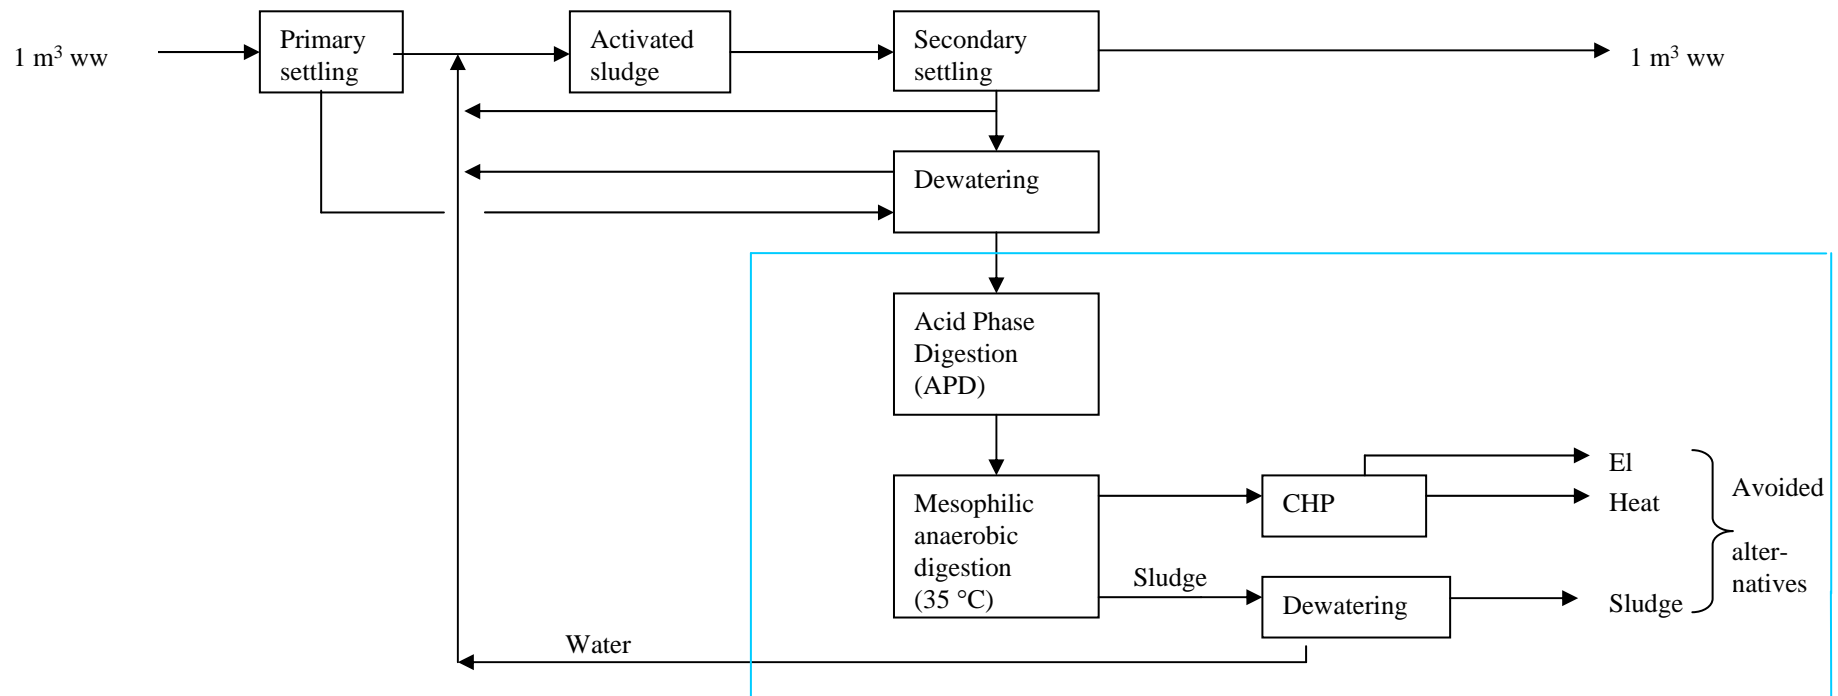 1 m³ ww
Primary
settling
Activated
sludge
Secondary
settling
1 m³ ww
Dewatering
Acid Phase
Digestion
(APD)
Mesophilic
anaerobic
digestion
(35 °C)
CHP
El
Heat
Avoided
alter-
natives
Sludge
Dewatering
Sludge
Water